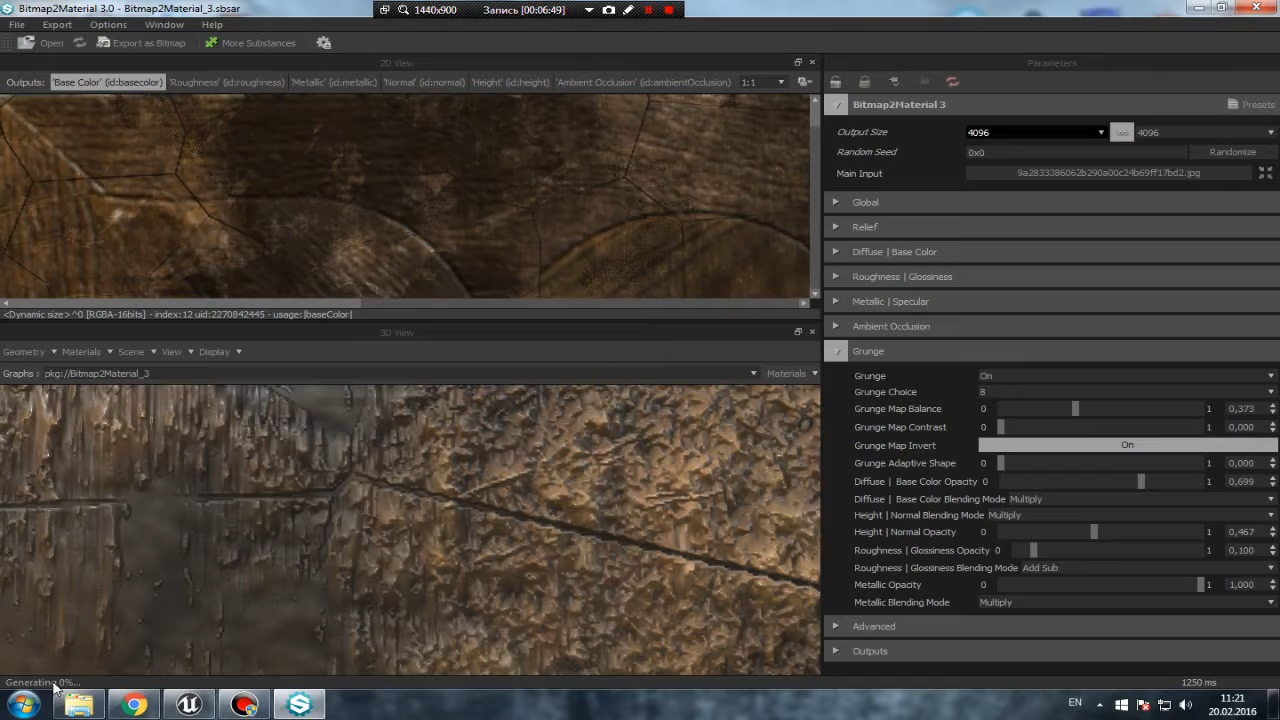 Bitmap2Material 3.0 - Bitmap2Material_3.sbsar
1440x900 Запись [00:06:49]
File Export Options Window Help
Open Export as Bitmap More Substances
2D View
Parameters
Outputs: 'Base Color' (id:basecolor) 'Roughness' (id:roughness) 'Metallic' (id:metallic) 'Normal' (id:normal) 'Height' (id:height) 'Ambient Occlusion' (id:ambientOcclusion) 1:1
Bitmap2Material 3 Presets
Output Size 4096 4096
Random Seed 0x0 Randomize
Main Input 9a2833386062b290a00c24b69ff17bd2.jpg
Global
Relief
Diffuse | Base Color
Roughness | Glossiness
Metallic | Specular
<Dynamic size>^0 [RGBA-16bits] - index:12 uid:2270842445 - usage:|baseColor|
Ambient Occlusion
3D View
Geometry Materials Scene View Display
Grunge
Graphs : pkg://Bitmap2Material_3 Materials
Grunge On
Grunge Choice 8
Grunge Map Balance 0 1 0,373
Grunge Map Contrast 0 1 0,000
Grunge Map Invert On
Grunge Adaptive Shape 0 1 0,000
Diffuse | Base Color Opacity 0 1 0,699
Diffuse | Base Color Blending Mode Multiply
Height | Normal Blending Mode Multiply
Height | Normal Opacity 0 1 0,467
Roughness | Glossiness Opacity 0 1 0,100
Roughness | Glossiness Blending Mode Add Sub
Metallic Opacity 0 1 1,000
Metallic Blending Mode Multiply
Advanced
Outputs
Generating 0%...
1250 ms
EN
11:21
20.02.2016